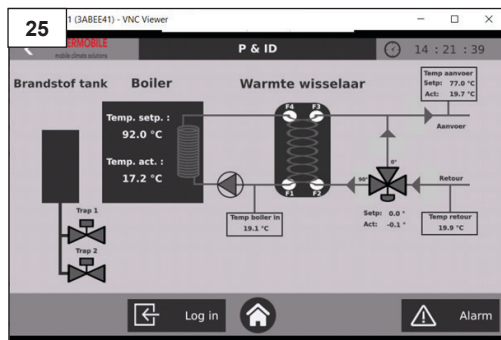 25
1 (3ABEE41) - VNC Viewer
ERMOBILE
mobile climate solutions
P & ID
14 : 21 : 39
Brandstof tank
Boiler
Warmte wisselaar
Temp aanvoer
Setp: 77.0 °C
Act: 19.7 °C
Temp. setp. :
92.0 °C
F4
F3
Aanvoer
Temp. act. :
17.2 °C
0°
90°
Retour
F1
F2
Trap 1
Temp boiler in
19.1 °C
Setp: 0.0 °
Act: -0.1 °
Temp retour
19.9 °C
Trap 2
Log in
Alarm